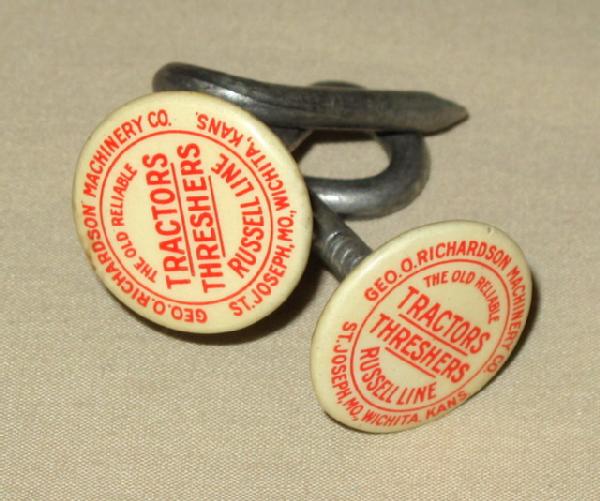 GEO.O.RICHARDSON MACHINERY CO.
THE OLD RELIABLE
TRACTORS
THRESHERS
RUSSELL LINE
ST.JOSEPH,MO.,WICHITA,KANS.
GEO.O.RICHARDSON MACHINERY CO.
THE OLD RELIABLE
TRACTORS
THRESHERS
RUSSELL LINE
ST.JOSEPH,MO.,WICHITA,KANS.